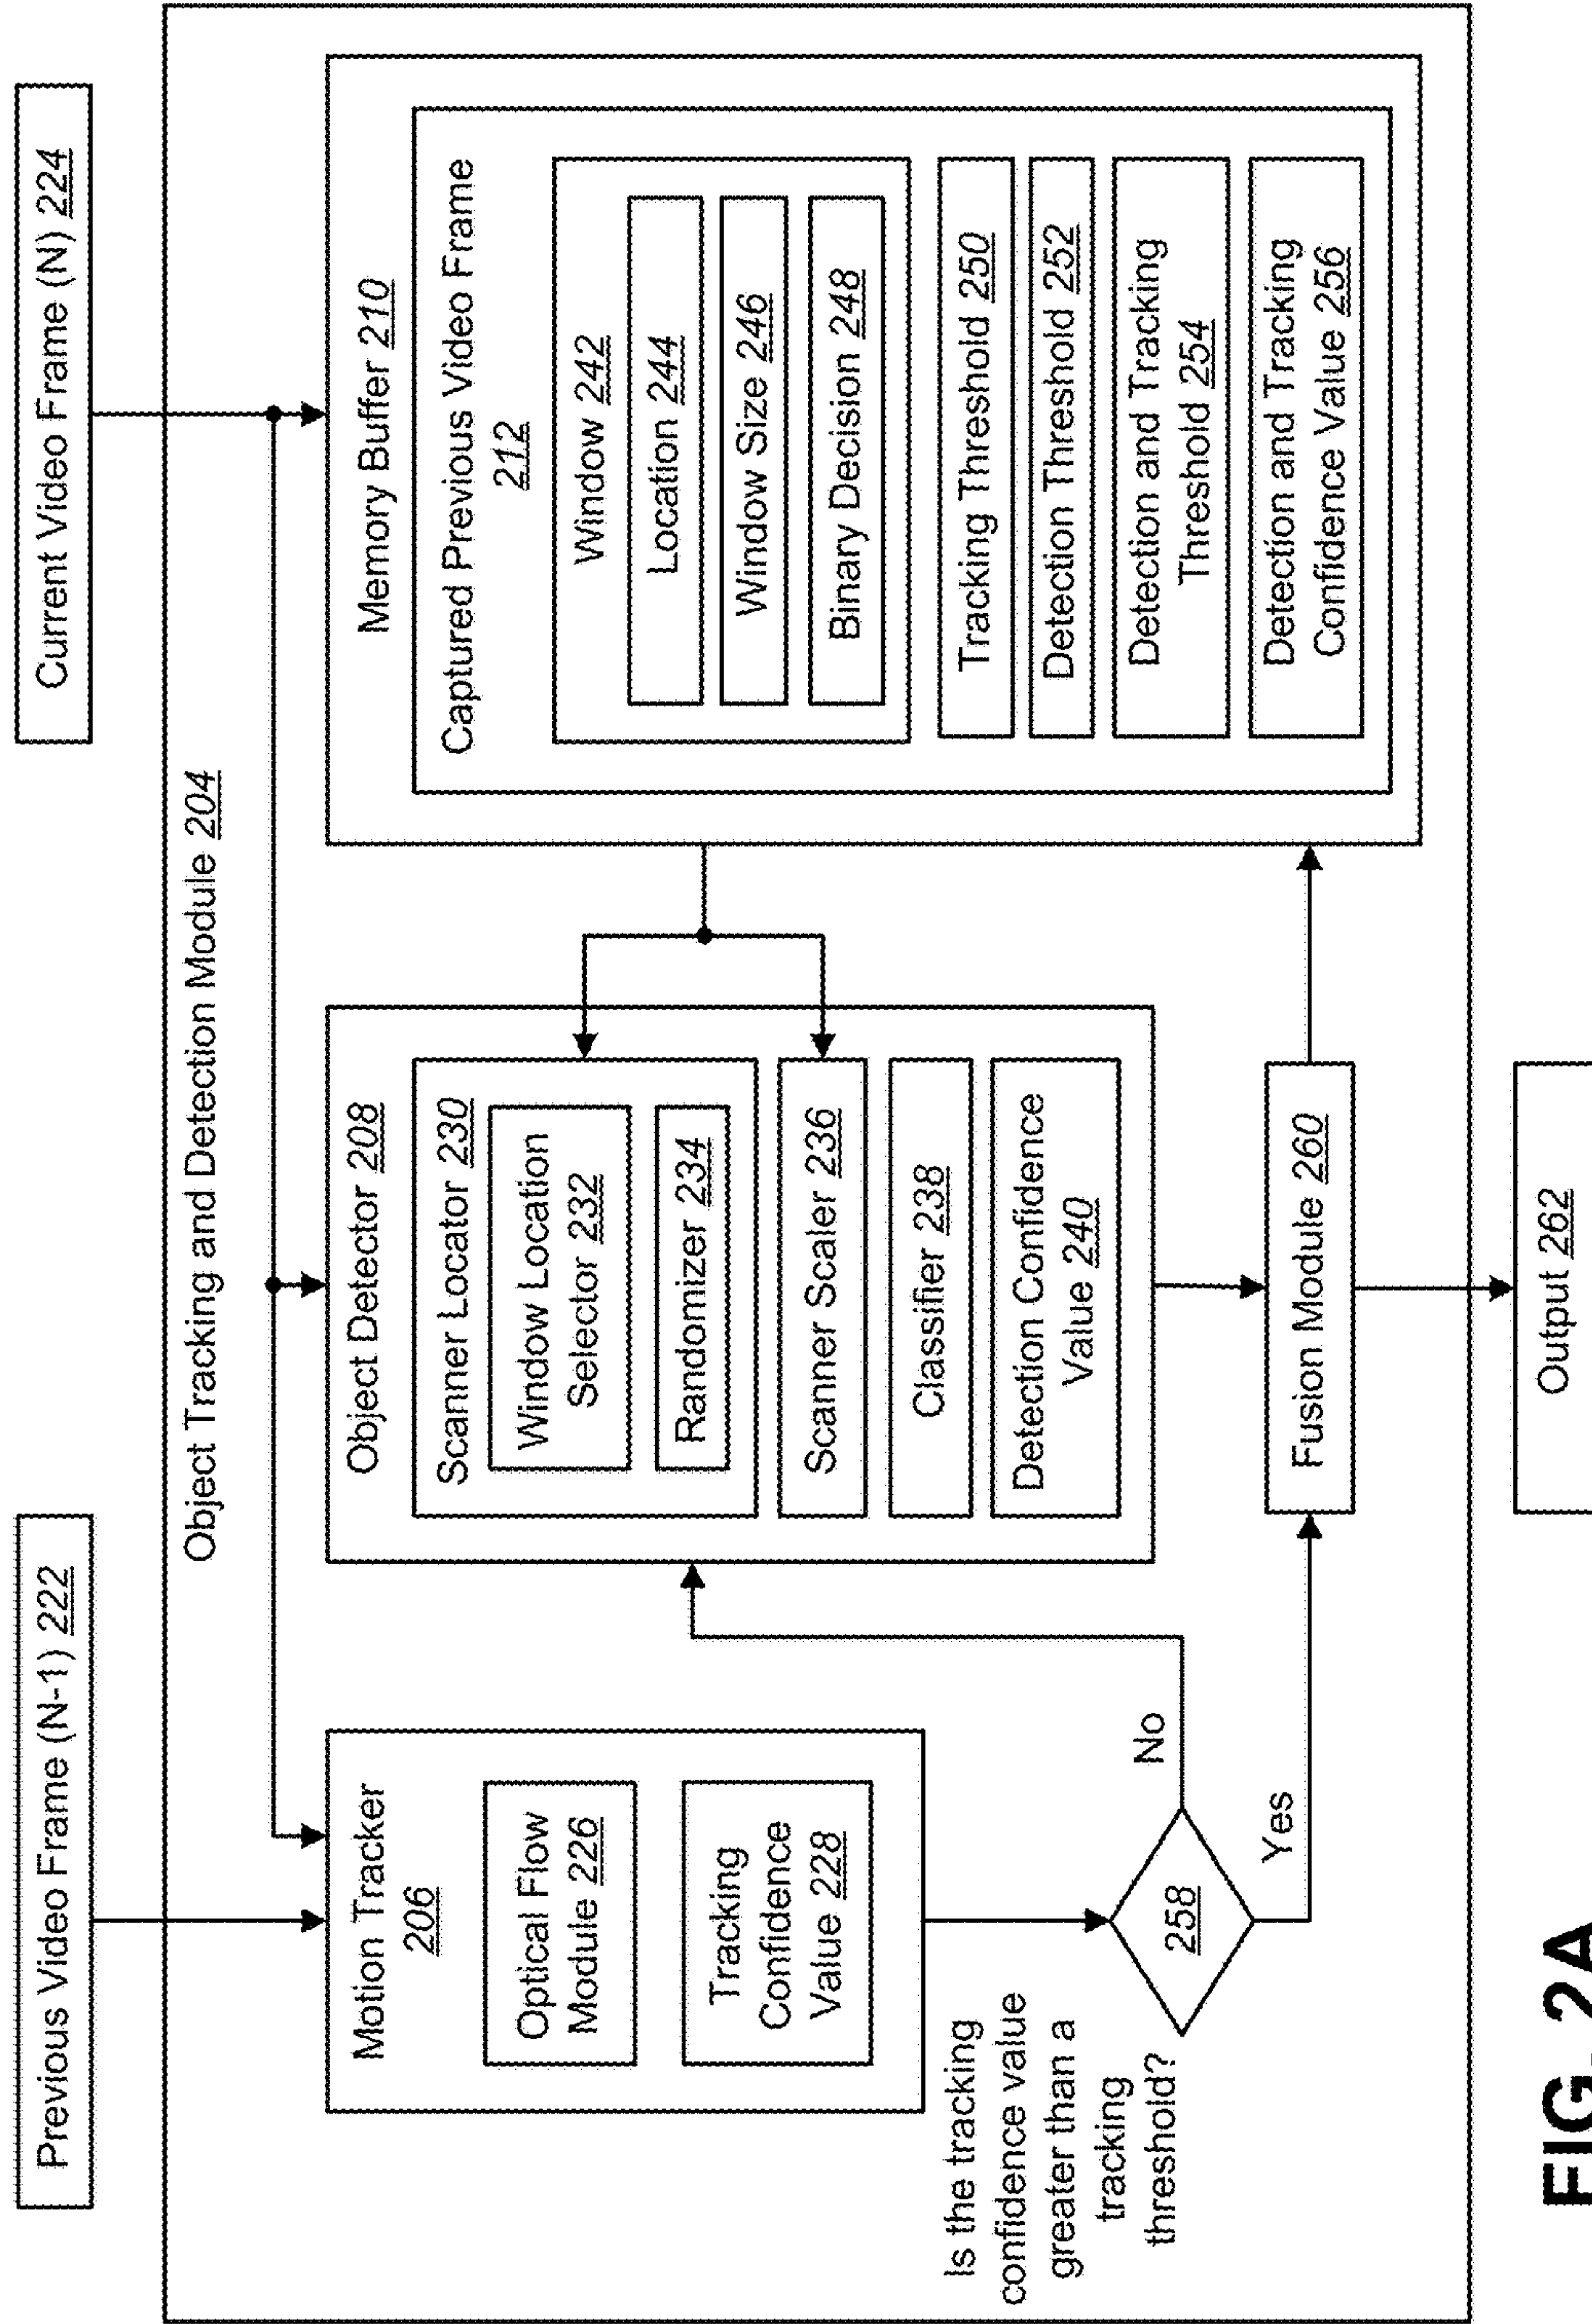 Previous Video Frame (N-1) 222
Current Video Frame (N) 224
Object Tracking and Detection Module 204
Motion Tracker
206
Optical Flow
Module 226
Tracking
Confidence
Value 228
Is the tracking
confidence value
greater than a
tracking
threshold?
258
No
Yes
Object Detector 208
Scanner Locator 230
Window Location
Selector 232
Randomizer 234
Scanner Scaler 236
Classifier 238
Detection Confidence
Value 240
Fusion Module 260
Memory Buffer 210
Captured Previous Video Frame
212
Window 242
Location 244
Window Size 246
Binary Decision 248
Tracking Threshold 250
Detection Threshold 252
Detection and Tracking
Threshold 254
Detection and Tracking
Confidence Value 256
Output 262
FIG. 2A